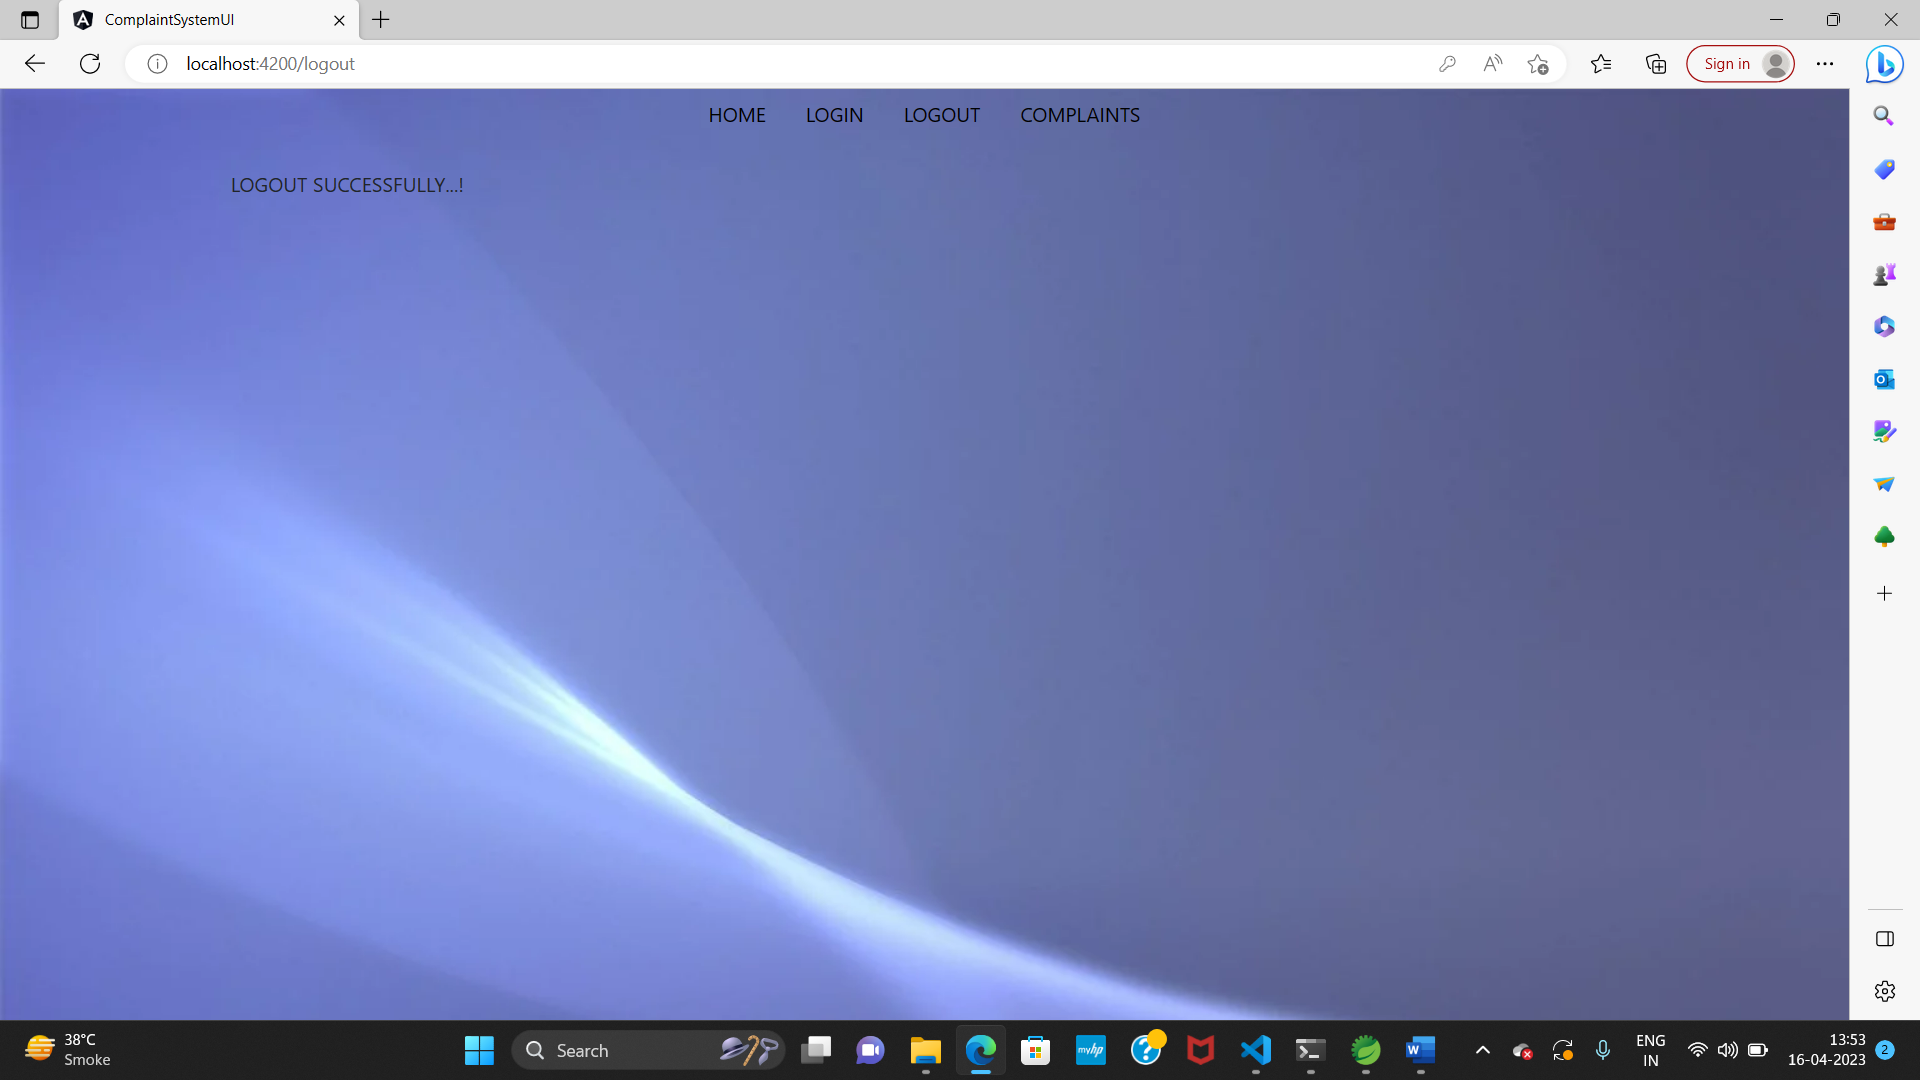 ComplaintSystemUI
localhost:4200/logout
Sign in
HOME LOGIN LOGOUT COMPLAINTS
LOGOUT SUCCESSFULLY...!
38°C
Smoke
Search
myhp
ENG
IN
13:53
16-04-2023
2